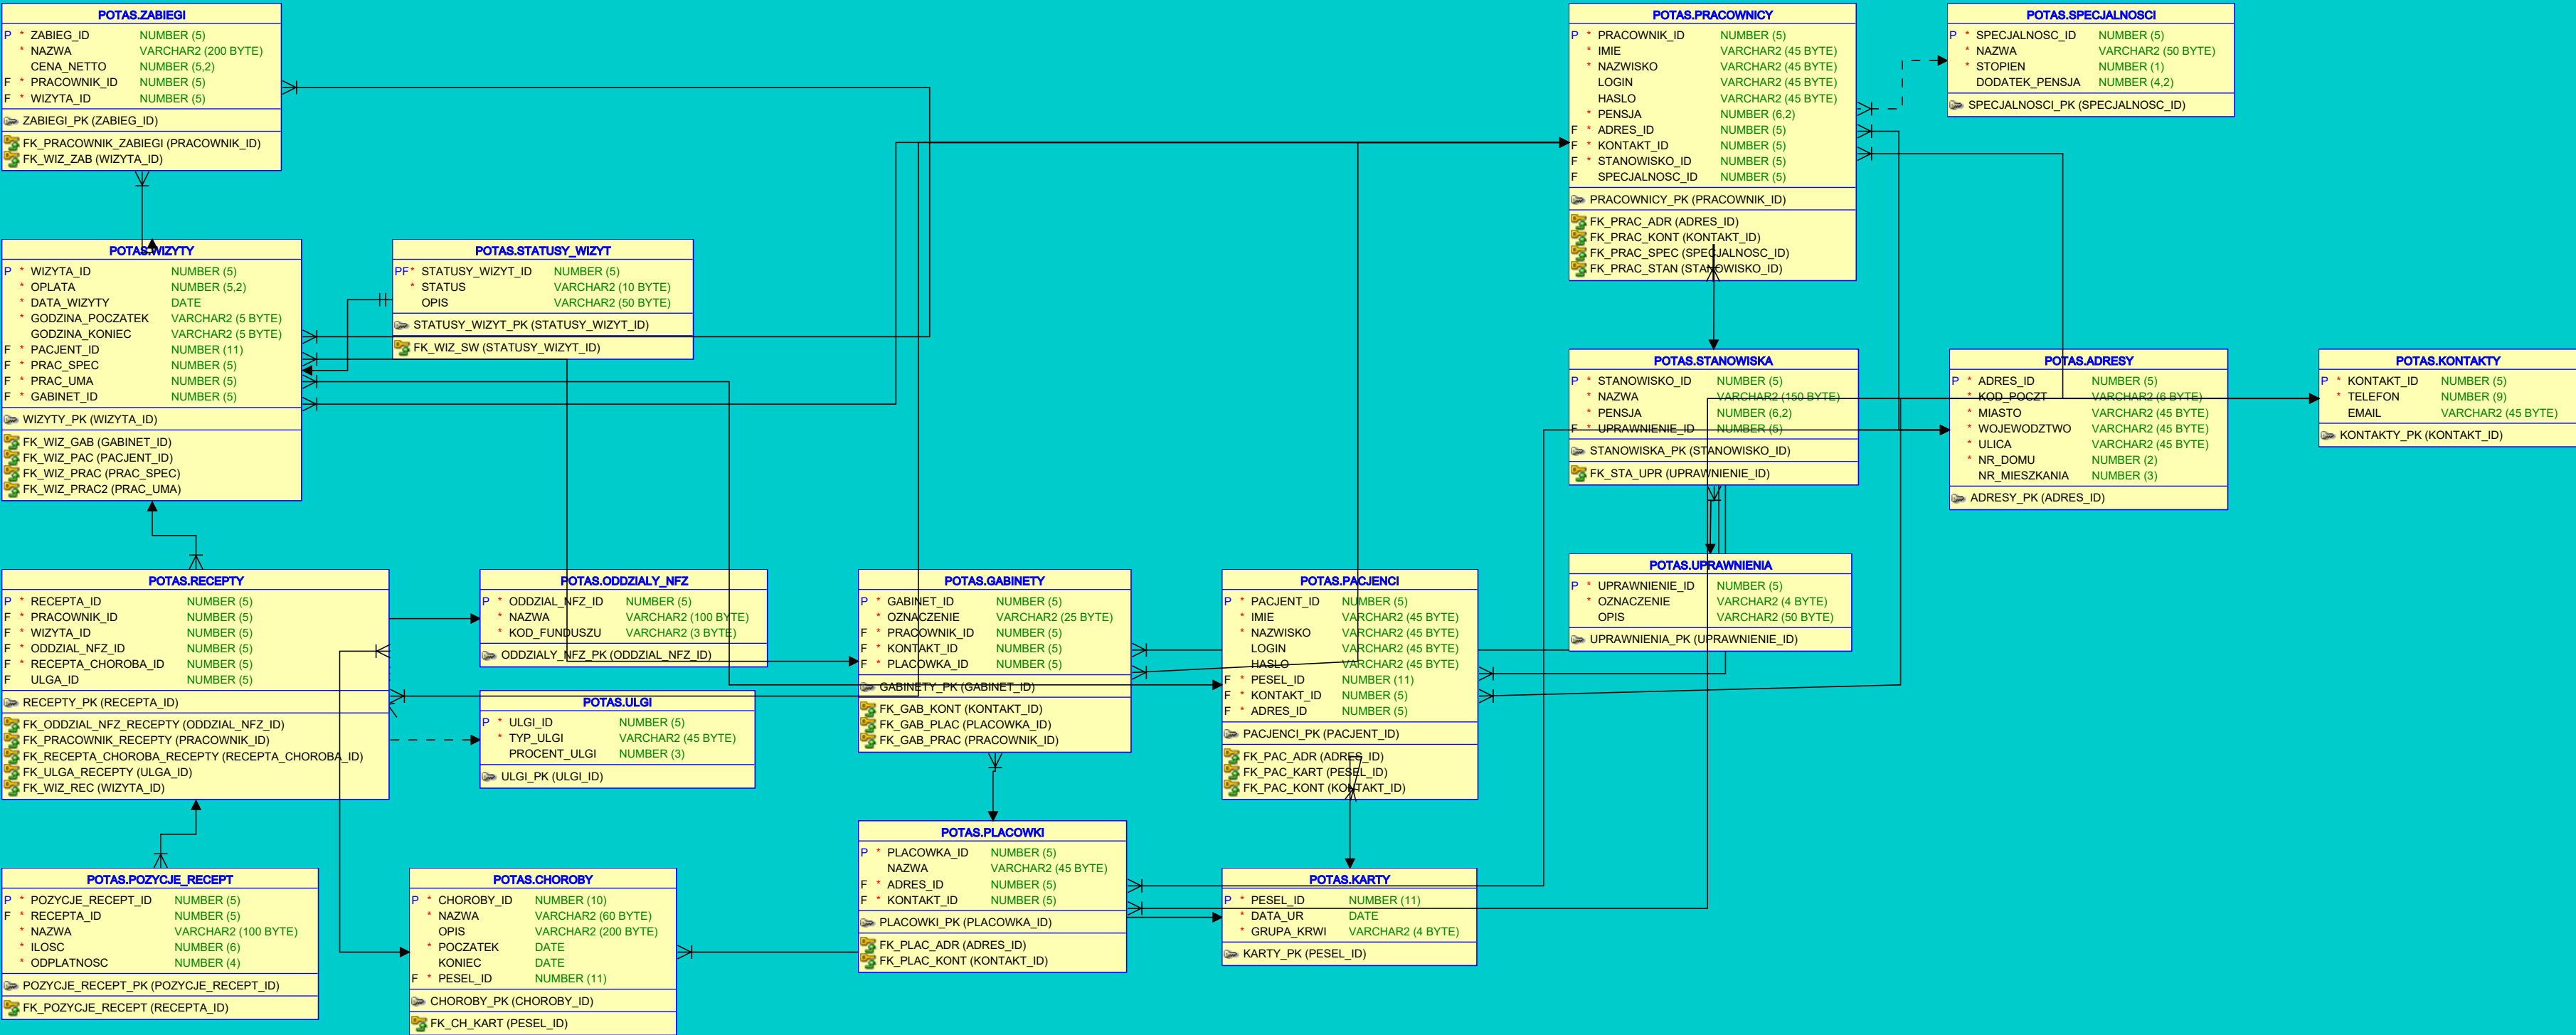 POTAS.ZABIEGI
P * ZABIEG_ID NUMBER (5)
* NAZWA VARCHAR2 (200 BYTE)
CENA_NETTO NUMBER (5,2)
F * PRACOWNIK_ID NUMBER (5)
F * WIZYTA_ID NUMBER (5)
ZABIEGI_PK (ZABIEG_ID)
FK_PRACOWNIK_ZABIEGI (PRACOWNIK_ID)
FK_WIZ_ZAB (WIZYTA_ID)
POTAS.PRACOWNICY
P * PRACOWNIK_ID NUMBER (5)
* IMIE VARCHAR2 (45 BYTE)
* NAZWISKO VARCHAR2 (45 BYTE)
LOGIN VARCHAR2 (45 BYTE)
HASLO VARCHAR2 (45 BYTE)
* PENSJA NUMBER (6,2)
F * ADRES_ID NUMBER (5)
F * KONTAKT_ID NUMBER (5)
F * STANOWISKO_ID NUMBER (5)
F SPECJALNOSC_ID NUMBER (5)
PRACOWNICY_PK (PRACOWNIK_ID)
FK_PRAC_ADR (ADRES_ID)
FK_PRAC_KONT (KONTAKT_ID)
FK_PRAC_SPEC (SPECJALNOSC_ID)
FK_PRAC_STAN (STANOWISKO_ID)
POTAS.SPECJALNOSCI
P * SPECJALNOSC_ID NUMBER (5)
* NAZWA VARCHAR2 (50 BYTE)
* STOPIEN NUMBER (1)
DODATEK_PENSJA NUMBER (4,2)
SPECJALNOSCI_PK (SPECJALNOSC_ID)
POTAS.WIZYTY
P * WIZYTA_ID NUMBER (5)
* OPLATA NUMBER (5,2)
* DATA_WIZYTY DATE
* GODZINA_POCZATEK VARCHAR2 (5 BYTE)
GODZINA_KONIEC VARCHAR2 (5 BYTE)
F * PACJENT_ID NUMBER (11)
F * PRAC_SPEC NUMBER (5)
F * PRAC_UMA NUMBER (5)
F * GABINET_ID NUMBER (5)
WIZYTY_PK (WIZYTA_ID)
FK_WIZ_GAB (GABINET_ID)
FK_WIZ_PAC (PACJENT_ID)
FK_WIZ_PRAC (PRAC_SPEC)
FK_WIZ_PRAC2 (PRAC_UMA)
POTAS.STATUSY_WIZYT
PF* STATUSY_WIZYT_ID NUMBER (5)
* STATUS VARCHAR2 (10 BYTE)
OPIS VARCHAR2 (50 BYTE)
STATUSY_WIZYT_PK (STATUSY_WIZYT_ID)
FK_WIZ_SW (STATUSY_WIZYT_ID)
POTAS.STANOWISKA
P * STANOWISKO_ID NUMBER (5)
* NAZWA VARCHAR2 (150 BYTE)
* PENSJA NUMBER (6,2)
F * UPRAWNIENIE_ID NUMBER (5)
STANOWISKA_PK (STANOWISKO_ID)
FK_STA_UPR (UPRAWNIENIE_ID)
POTAS.ADRESY
P * ADRES_ID NUMBER (5)
* KOD_POCZT VARCHAR2 (6 BYTE)
* MIASTO VARCHAR2 (45 BYTE)
* WOJEWODZTWO VARCHAR2 (45 BYTE)
* ULICA VARCHAR2 (45 BYTE)
* NR_DOMU NUMBER (2)
NR_MIESZKANIA NUMBER (3)
ADRESY_PK (ADRES_ID)
POTAS.KONTAKTY
P * KONTAKT_ID NUMBER (5)
* TELEFON NUMBER (9)
EMAIL VARCHAR2 (45 BYTE)
KONTAKTY_PK (KONTAKT_ID)
POTAS.RECEPTY
P * RECEPTA_ID NUMBER (5)
F * PRACOWNIK_ID NUMBER (5)
F * WIZYTA_ID NUMBER (5)
F * ODDZIAL_NFZ_ID NUMBER (5)
F * RECEPTA_CHOROBA_ID NUMBER (5)
F ULGA_ID NUMBER (5)
RECEPTY_PK (RECEPTA_ID)
FK_ODDZIAL_NFZ_RECEPTY (ODDZIAL_NFZ_ID)
FK_PRACOWNIK_RECEPTY (PRACOWNIK_ID)
FK_RECEPTA_CHOROBA_RECEPTY (RECEPTA_CHOROBA_ID)
FK_ULGA_RECEPTY (ULGA_ID)
FK_WIZ_REC (WIZYTA_ID)
POTAS.ODDZIALY_NFZ
P * ODDZIAL_NFZ_ID NUMBER (5)
* NAZWA VARCHAR2 (100 BYTE)
* KOD_FUNDUSZU VARCHAR2 (3 BYTE)
ODDZIALY_NFZ_PK (ODDZIAL_NFZ_ID)
POTAS.ULGI
P * ULGI_ID NUMBER (5)
* TYP_ULGI VARCHAR2 (45 BYTE)
PROCENT_ULGI NUMBER (3)
ULGI_PK (ULGI_ID)
POTAS.GABINETY
P * GABINET_ID NUMBER (5)
OZNACZENIE VARCHAR2 (25 BYTE)
F * PRACOWNIK_ID NUMBER (5)
F * KONTAKT_ID NUMBER (5)
F * PLACOWKA_ID NUMBER (5)
GABINETY_PK (GABINET_ID)
FK_GAB_KONT (KONTAKT_ID)
FK_GAB_PLAC (PLACOWKA_ID)
FK_GAB_PRAC (PRACOWNIK_ID)
POTAS.PACJENCI
P * PACJENT_ID NUMBER (5)
* IMIE VARCHAR2 (45 BYTE)
* NAZWISKO VARCHAR2 (45 BYTE)
LOGIN VARCHAR2 (45 BYTE)
HASLO VARCHAR2 (45 BYTE)
F * PESEL_ID NUMBER (11)
F * KONTAKT_ID NUMBER (5)
F * ADRES_ID NUMBER (5)
PACJENCI_PK (PACJENT_ID)
FK_PAC_ADR (ADRES_ID)
FK_PAC_KART (PESEL_ID)
FK_PAC_KONT (KONTAKT_ID)
POTAS.UPRAWNIENIA
P * UPRAWNIENIE_ID NUMBER (5)
* OZNACZENIE VARCHAR2 (4 BYTE)
OPIS VARCHAR2 (50 BYTE)
UPRAWNIENIA_PK (UPRAWNIENIE_ID)
POTAS.POZYCJE_RECEPT
P * POZYCJE_RECEPT_ID NUMBER (5)
F * RECEPTA_ID NUMBER (5)
* NAZWA VARCHAR2 (100 BYTE)
* ILOSC NUMBER (6)
* ODPLATNOSC NUMBER (4)
POZYCJE_RECEPT_PK (POZYCJE_RECEPT_ID)
FK_POZYCJE_RECEPT (RECEPTA_ID)
POTAS.CHOROBY
P * CHOROBY_ID NUMBER (10)
* NAZWA VARCHAR2 (60 BYTE)
OPIS VARCHAR2 (200 BYTE)
* POCZATEK DATE
KONIEC DATE
F * PESEL_ID NUMBER (11)
CHOROBY_PK (CHOROBY_ID)
FK_CH_KART (PESEL_ID)
POTAS.PLACOWKI
P * PLACOWKA_ID NUMBER (5)
NAZWA VARCHAR2 (45 BYTE)
F * ADRES_ID NUMBER (5)
F * KONTAKT_ID NUMBER (5)
PLACOWKI_PK (PLACOWKA_ID)
FK_PLAC_ADR (ADRES_ID)
FK_PLAC_KONT (KONTAKT_ID)
POTAS.KARTY
P * PESEL_ID NUMBER (11)
* DATA_UR DATE
* GRUPA_KRWI VARCHAR2 (4 BYTE)
KARTY_PK (PESEL_ID)